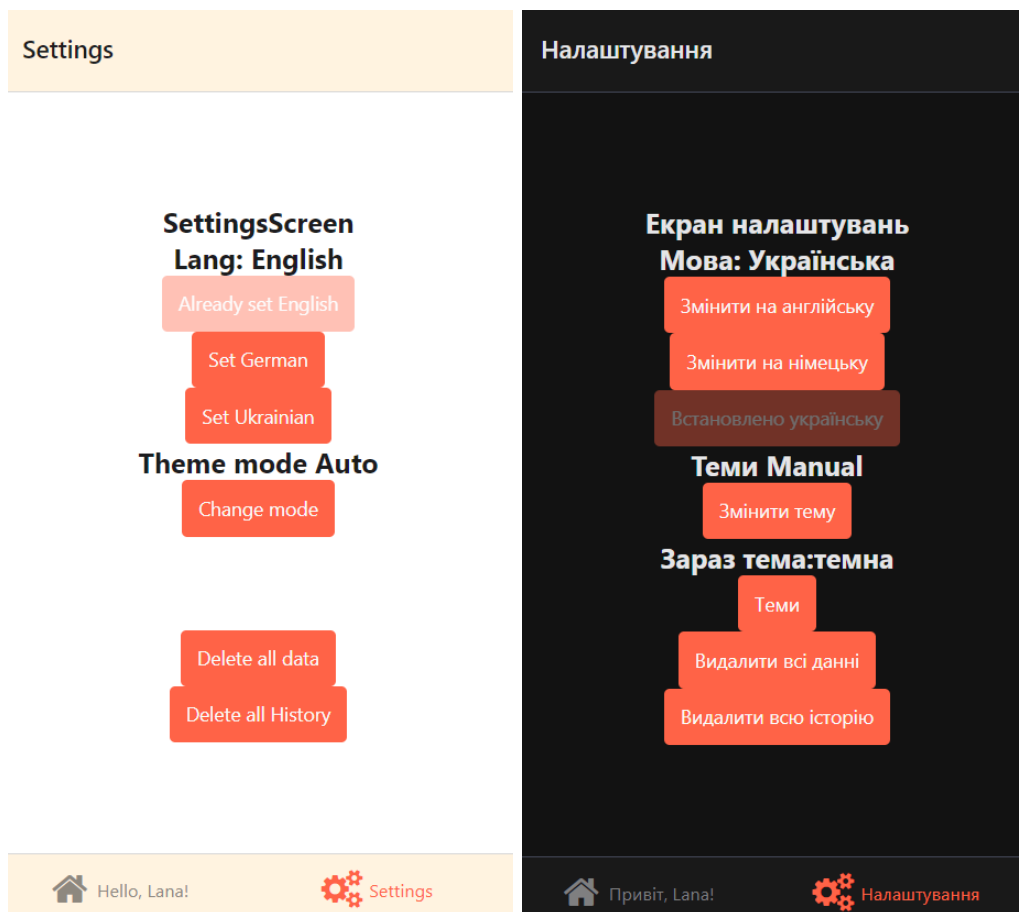 Settings
SettingsScreen
Lang: English
Already set English
Set German
Set Ukrainian
Theme mode Auto
Change mode
Delete all data
Delete all History
Hello, Lana!
Settings
Налаштування
Екран налаштувань
Мова: Українська
Змінити на англійську
Змінити на німецьку
Встановлено українську
Теми Manual
Змінити тему
Зараз тема:темна
Теми
Видалити всі данні
Видалити всю історію
Привіт, Lana!
Налаштування